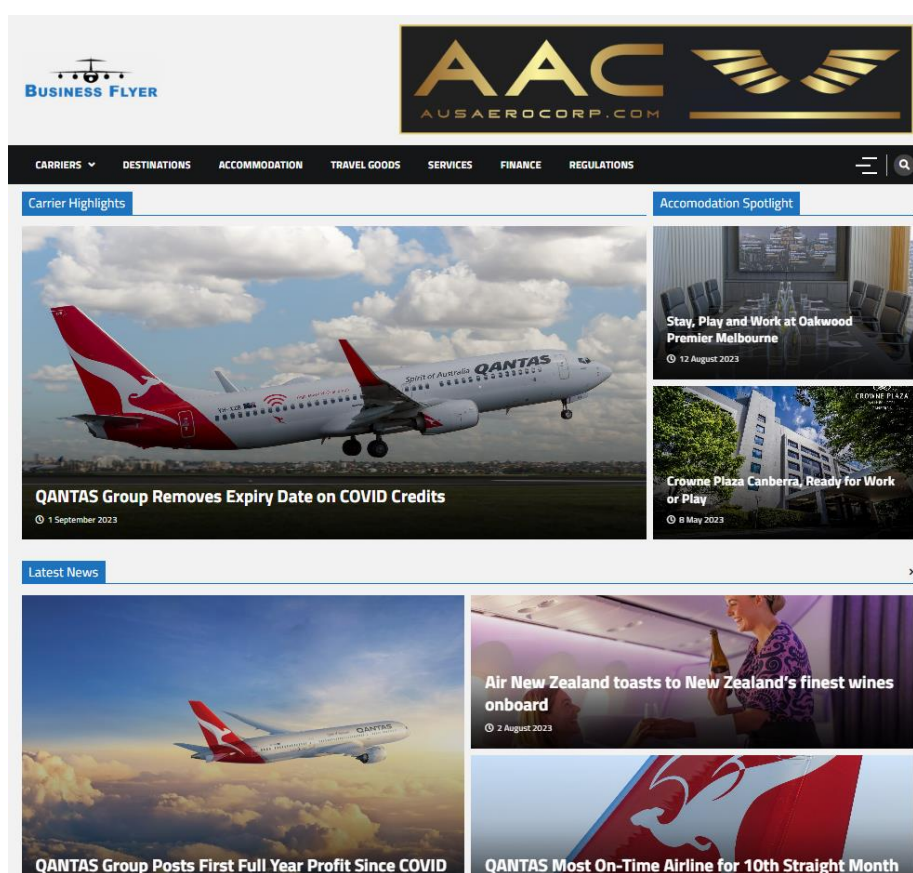 BUSINESS FLYER
AAC
AUSAEROCORP.COM
CARRIERS DESTINATIONS ACCOMMODATION TRAVEL GOODS SERVICES FINANCE REGULATIONS
Carrier Highlights
Spirit of Australia QANTAS
QANTAS Group Removes Expiry Date on COVID Credits
1 September 2023
Accomodation Spotlight
Stay, Play and Work at Oakwood
Premier Melbourne
12 August 2023
CROWNE PLAZA
Crowne Plaza Canberra, Ready for Work
or Play
8 May 2023
Latest News
QANTAS
QANTAS Group Posts First Full Year Profit Since COVID
Air New Zealand toasts to New Zealand's finest wines
onboard
2 August 2023
QANTAS Most On-Time Airline for 10th Straight Month